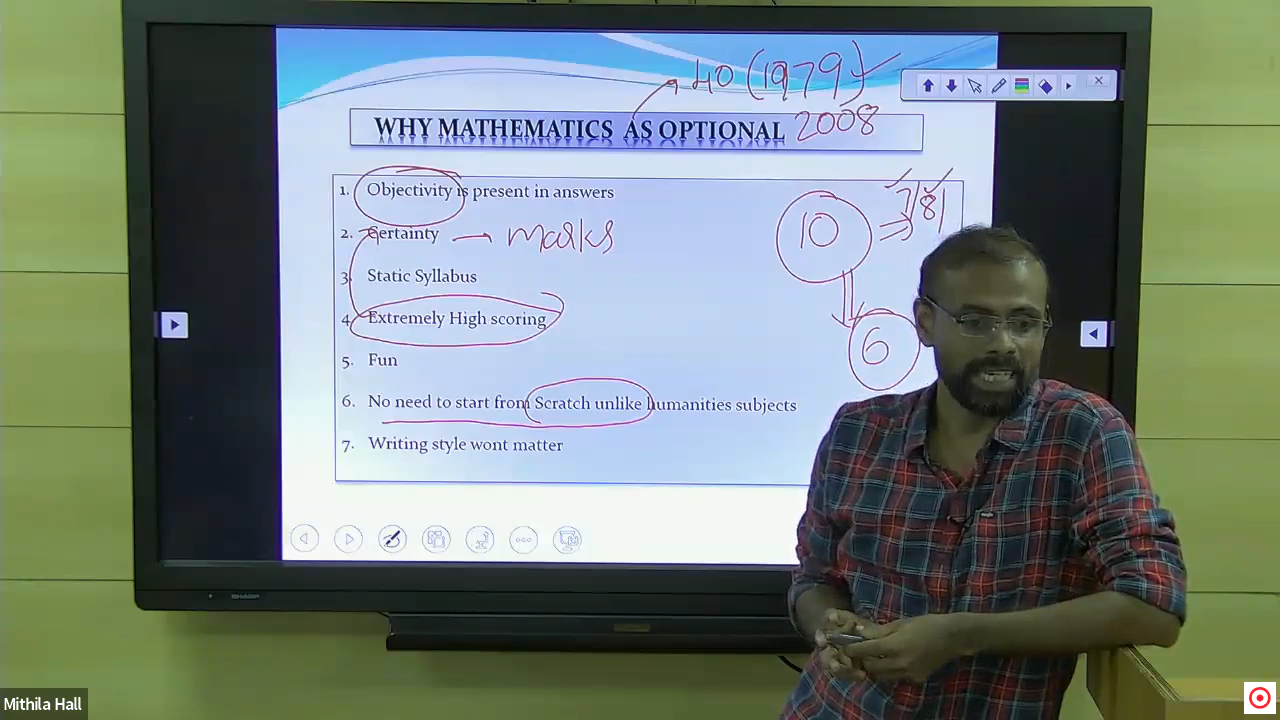 40 (1979)
WHY MATHEMATICS AS OPTIONAL 2008
1. Objectivity is present in answers
2. Certainty → marks
3. Static Syllabus
4. Extremely High scoring
5. Fun
6. No need to start from Scratch unlike humanities subjects
7. Writing style wont matter
10 ⇒ 7/8/
6
SHARP
Mithila Hall